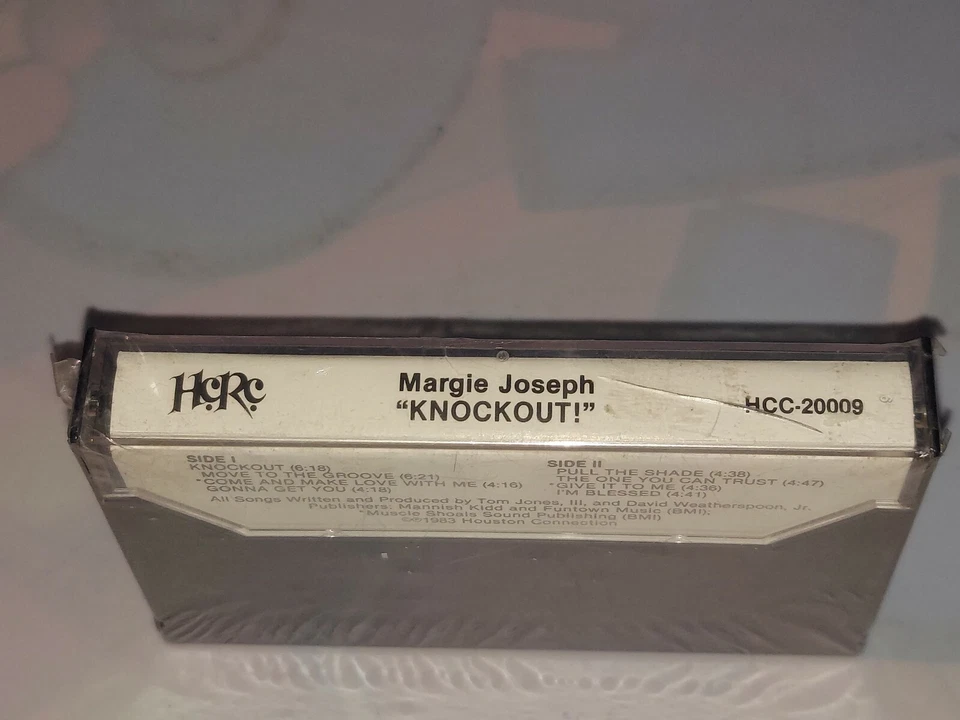 HcRc
Margie Joseph
“KNOCKOUT!”
HCC-20009
SIDE I
KNOCKOUT (6:18)
MOVE TO THE GROOVE (6:21)
*COME AND MAKE LOVE WITH ME (4:16)
GONNA GET YOU (4:18)
SIDE II
PULL THE SHADE (4:38)
THE ONE YOU CAN TRUST (4:47)
*GIVE IT TO ME (4:36)
I'M BLESSED (4:41)
All Songs Written and Produced by Tom Jones, III, and David Weatherspoon, Jr.
Publishers: Mannish Kidd and Funtown Music (BMI);
*Muscle Shoals Sound Publishing (BMI)
©℗1983 Houston Connection